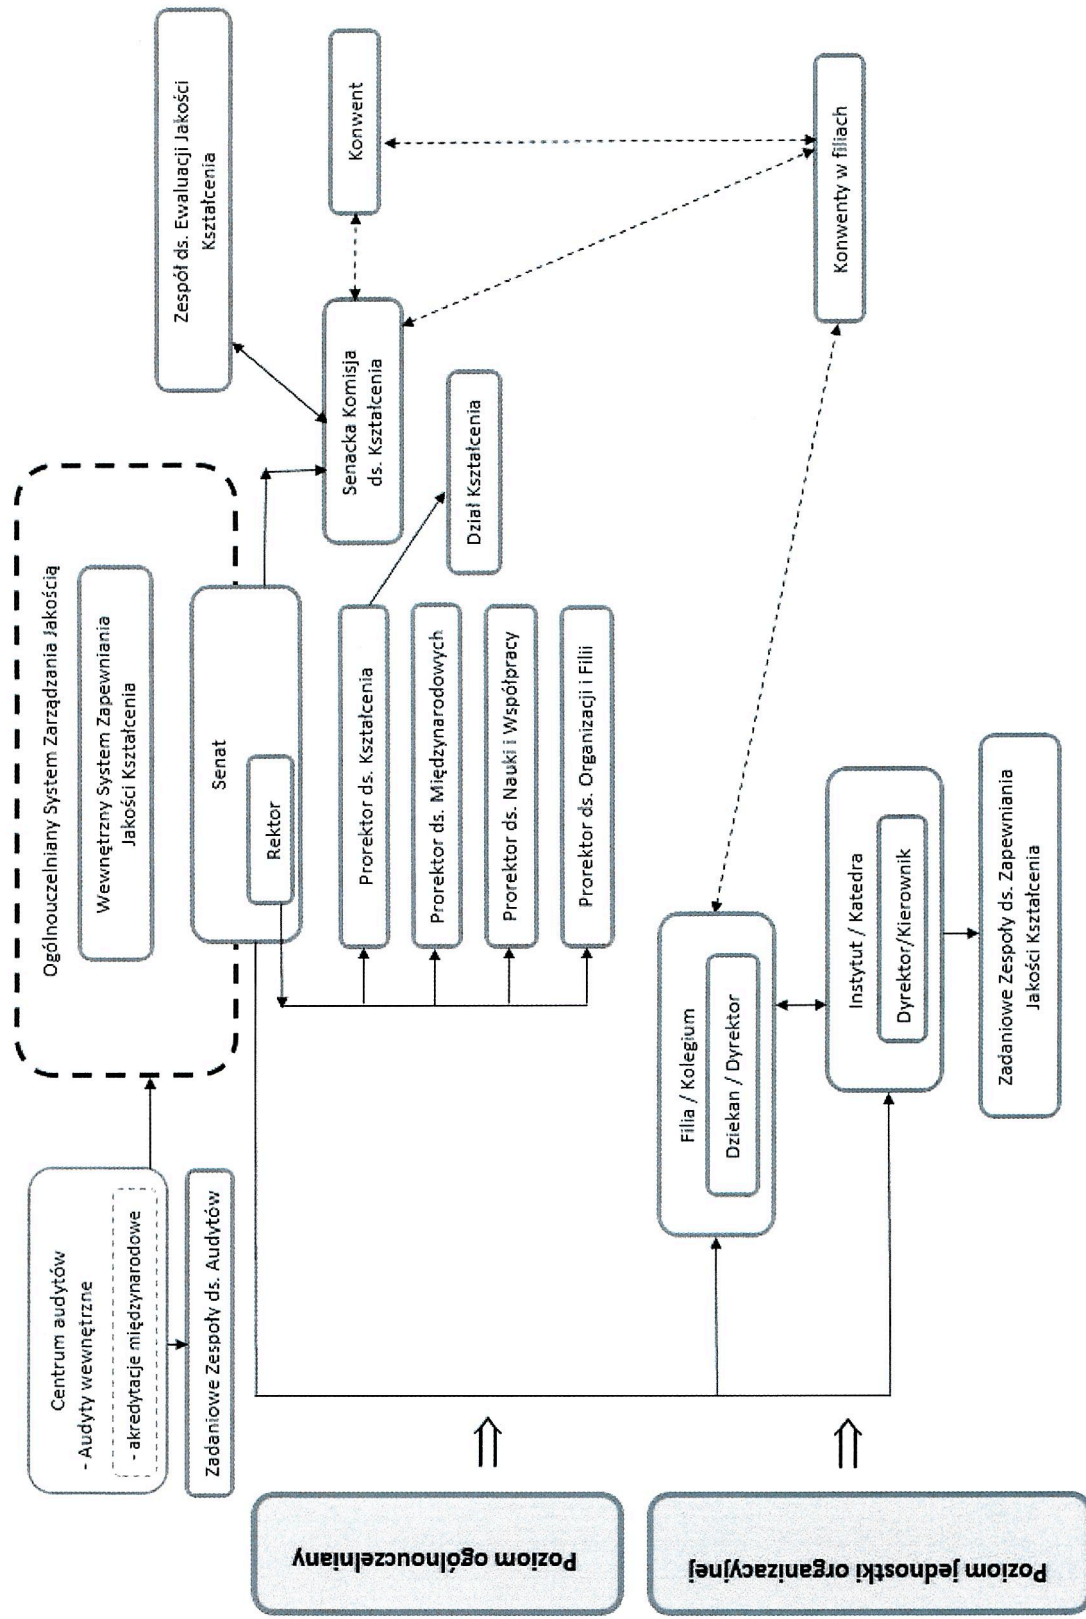 Centrum audytów
- Audyty wewnętrzne
- akredytacje międzynarodowe
Zadaniowe Zespoły ds. Audytów
Ogólnouczelniany System Zarządzania Jakością
Wewnętrzny System Zapewniania
Jakości Kształcenia
Zespół ds. Ewaluacji Jakości
Kształcenia
Poziom ogólnouczelniany
Senat
Rektor
Senacka Komisja
ds. Kształcenia
Konwent
Prorektor ds. Kształcenia
Prorektor ds. Międzynarodowych
Prorektor ds. Nauki i Współpracy
Prorektor ds. Organizacji i Filii
Dział Kształcenia
Poziom jednostki organizacyjnej
Filia / Kolegium
Dziekan / Dyrektor
Konwenty w filiach
Instytut / Katedra
Dyrektor/Kierownik
Zadaniowe Zespoły ds. Zapewniania
Jakości Kształcenia